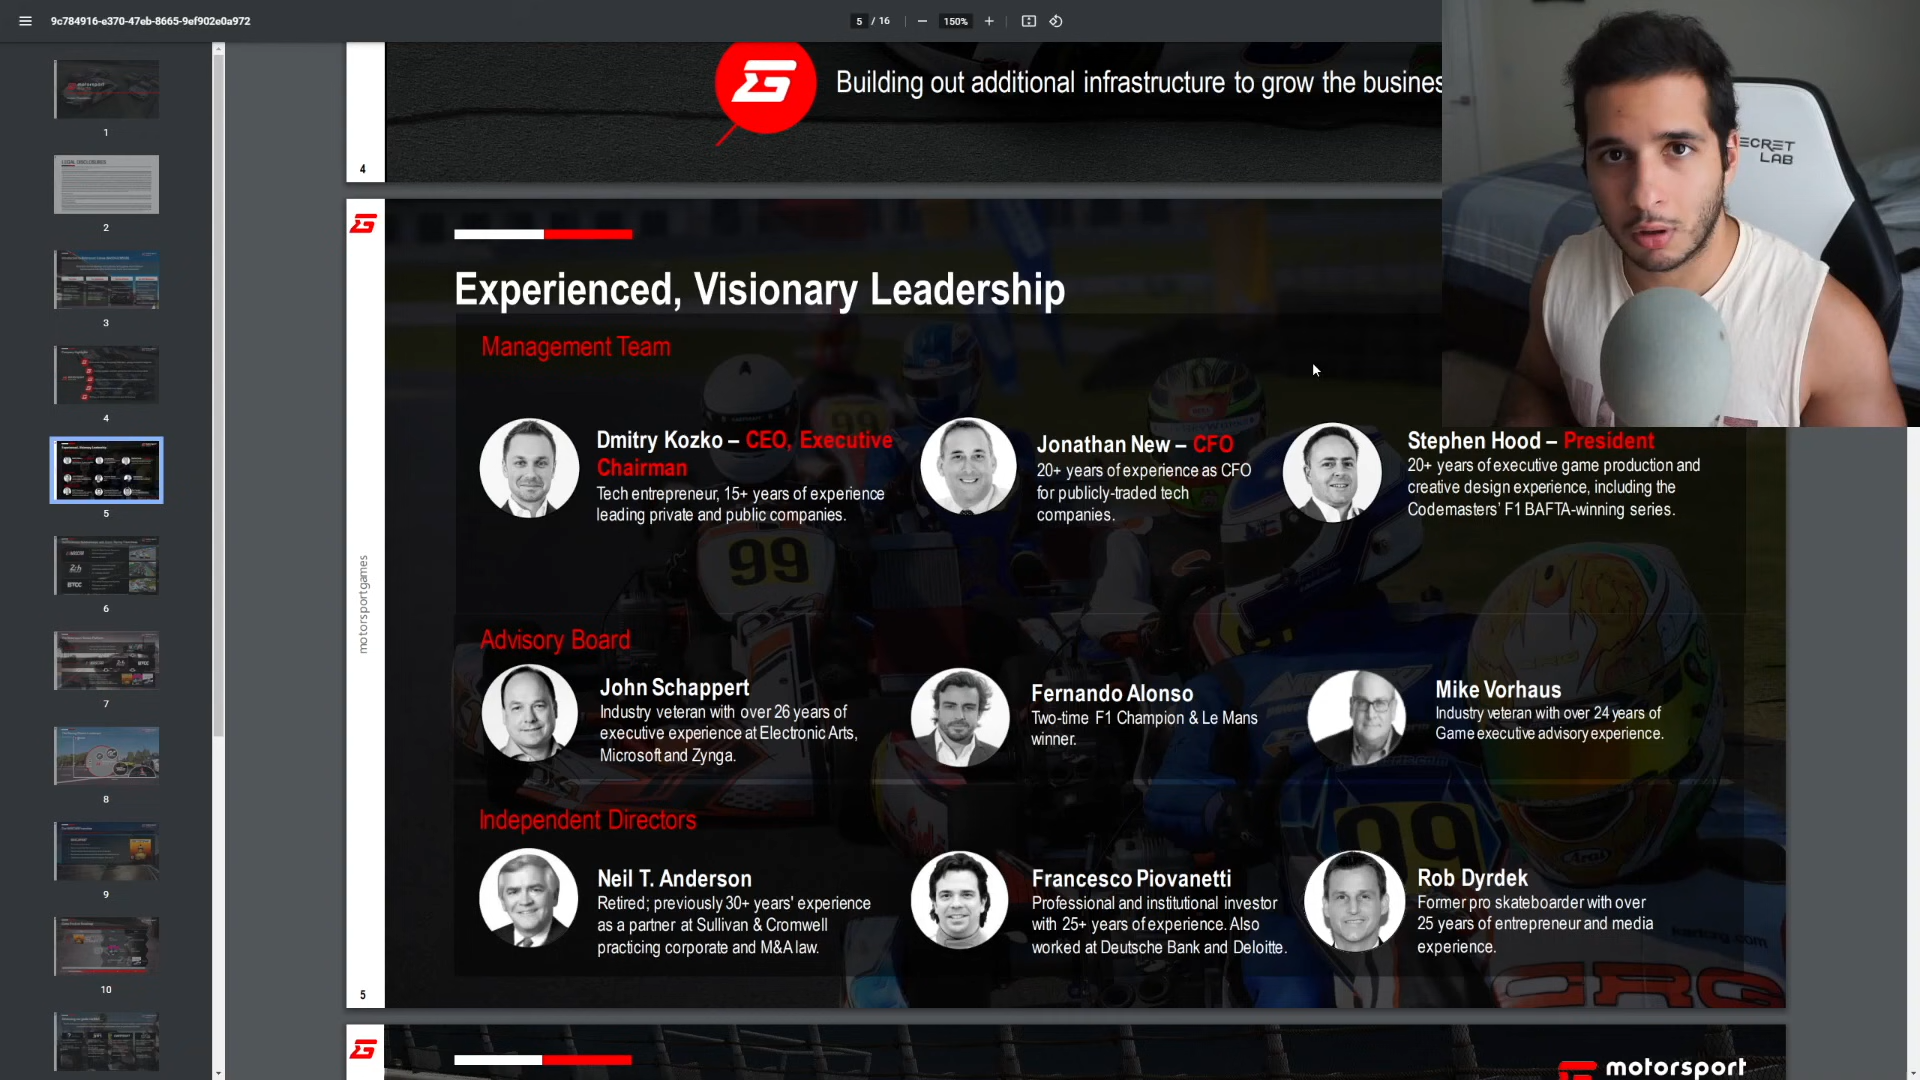 9c784916-e370-47eb-8665-9ef902e0a972
5 / 16
150%
Building out additional infrastructure to grow the busines
4
ECRET
LAB
Experienced, Visionary Leadership
Management Team
Dmitry Kozko – CEO, Executive
Chairman
Tech entrepreneur, 15+ years of experience
leading private and public companies.
Jonathan New – CFO
20+ years of experience as CFO
for publicly-traded tech
companies.
Stephen Hood – President
20+ years of executive game production and
creative design experience, including the
Codemasters' F1 BAFTA-winning series.
Advisory Board
John Schappert
Industry veteran with over 26 years of
executive experience at Electronic Arts,
Microsoft and Zynga.
Fernando Alonso
Two-time F1 Champion & Le Mans
winner.
Mike Vorhaus
Industry veteran with over 24 years of
Game executive advisory experience.
Independent Directors
Neil T. Anderson
Retired; previously 30+ years' experience
as a partner at Sullivan & Cromwell
practicing corporate and M&A law.
Francesco Piovanetti
Professional and institutional investor
with 25+ years of experience. Also
worked at Deutsche Bank and Deloitte.
Rob Dyrdek
Former pro skateboarder with over
25 years of entrepreneur and media
experience.
motorsportgames
5
99
99
99
CRG
motorsport
1
2
3
4
5
6
7
8
9
10